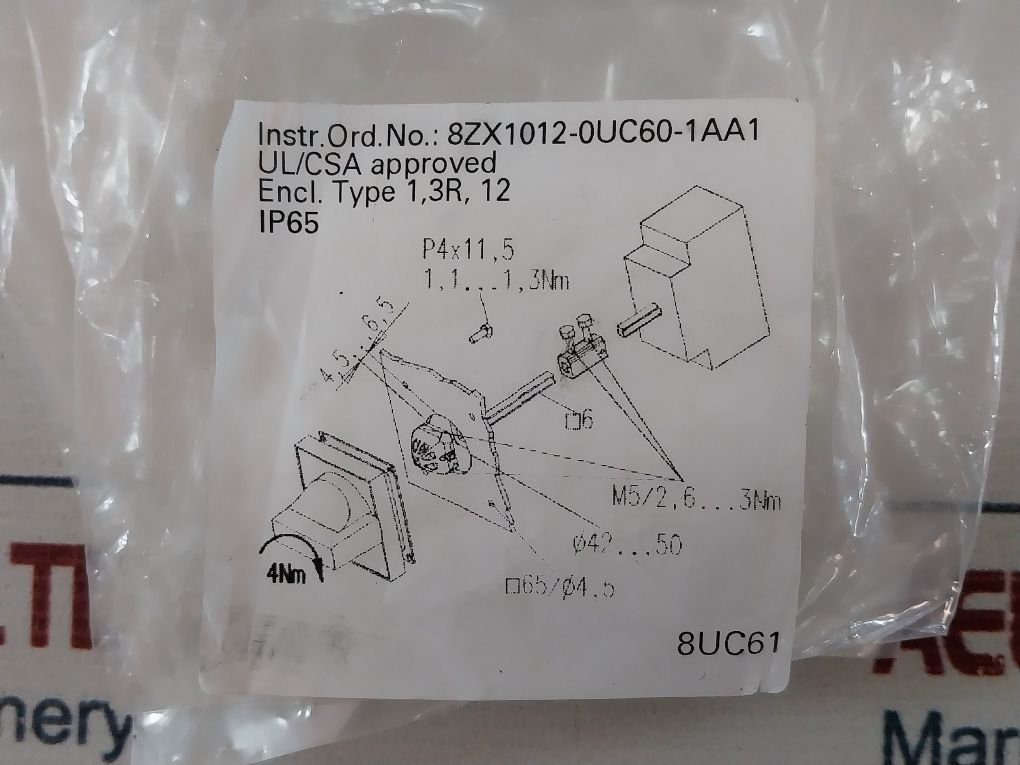 Instr.Ord.No.: 8ZX1012-0UC60-1AA1
UL/CSA approved
Encl. Type 1,3R, 12
IP65
P4x11,5
1,1...1,3Nm
4,5...6,5
□6
M5/2,6...3Nm
ø42...50
4Nm
□65/ø4,5
8UC61
Mar